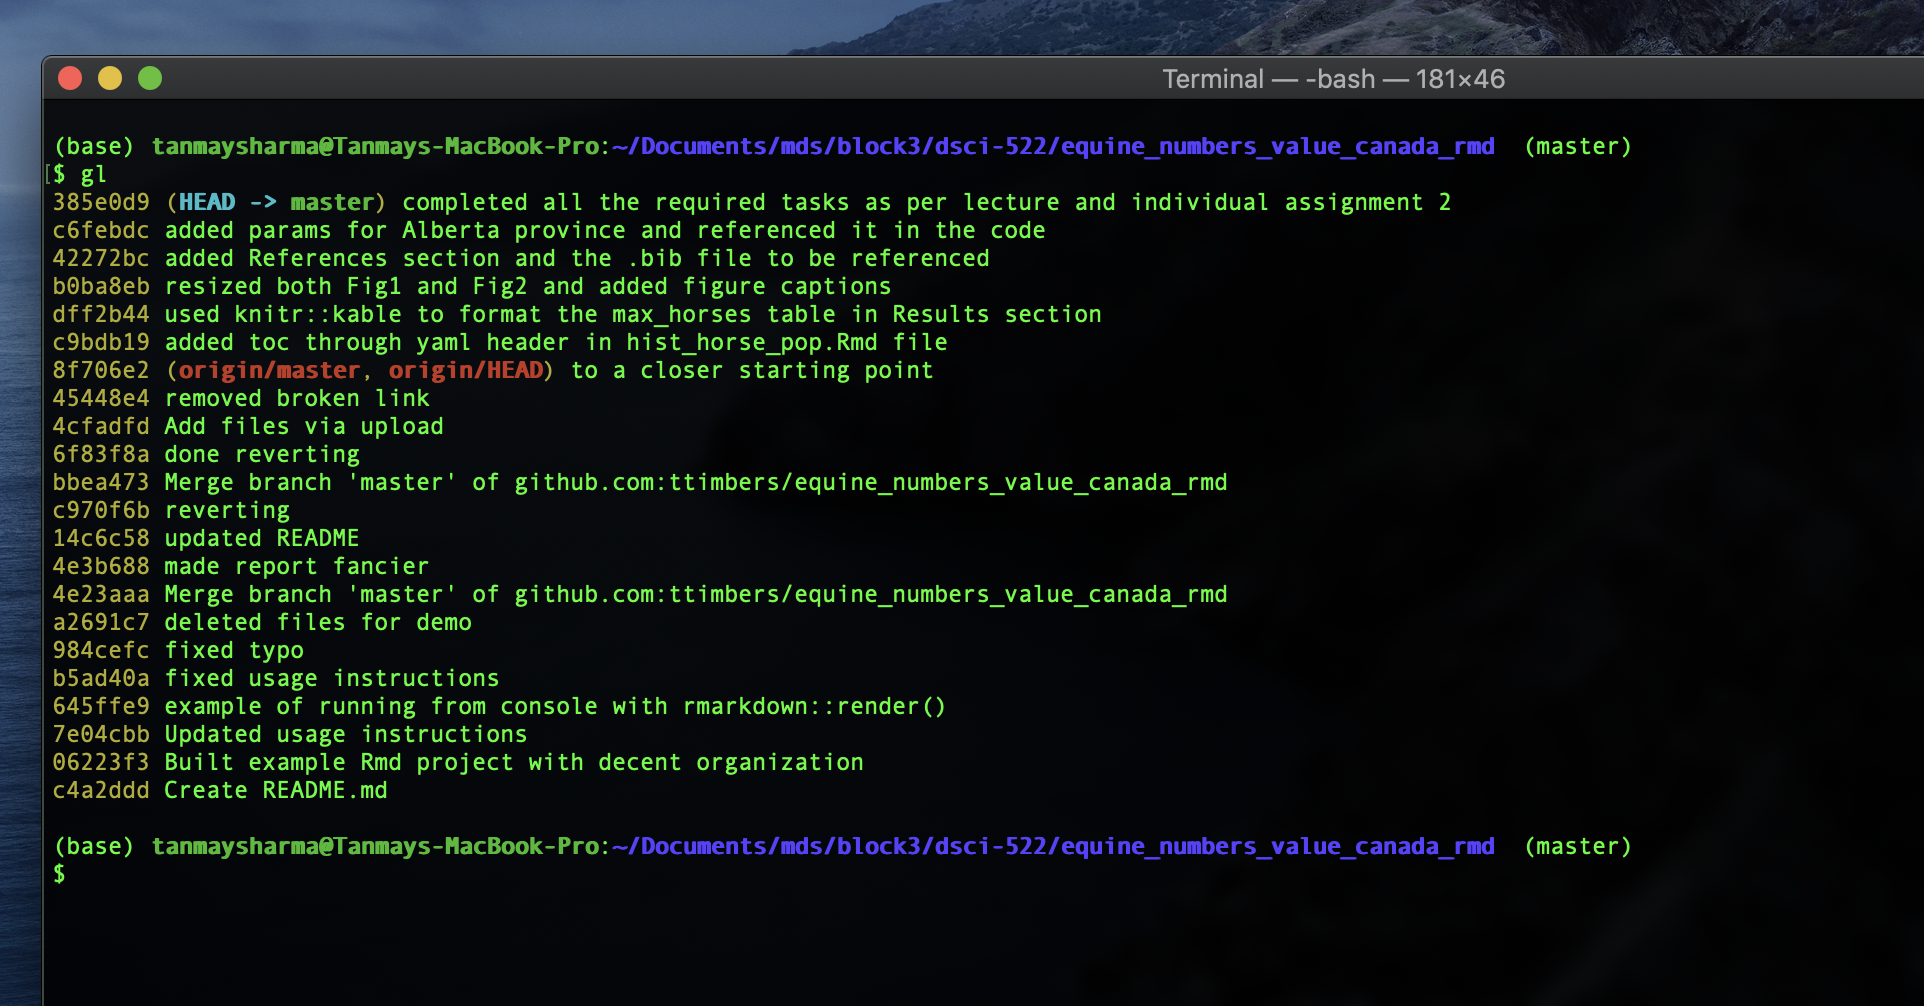 Terminal — -bash — 181×46
(base) tanmaysharma@Tanmays-MacBook-Pro:~/Documents/mds/block3/dsci-522/equine_numbers_value_canada_rmd (master)
[$ gl
385e0d9 (HEAD -> master) completed all the required tasks as per lecture and individual assignment 2
c6febdc added params for Alberta province and referenced it in the code
42272bc added References section and the .bib file to be referenced
b0ba8eb resized both Fig1 and Fig2 and added figure captions
dff2b44 used knitr::kable to format the max_horses table in Results section
c9bdb19 added toc through yaml header in hist_horse_pop.Rmd file
8f706e2 (origin/master, origin/HEAD) to a closer starting point
45448e4 removed broken link
4cfadfd Add files via upload
6f83f8a done reverting
bbea473 Merge branch 'master' of github.com:ttimbers/equine_numbers_value_canada_rmd
c970f6b reverting
14c6c58 updated README
4e3b688 made report fancier
4e23aaa Merge branch 'master' of github.com:ttimbers/equine_numbers_value_canada_rmd
a2691c7 deleted files for demo
984cefc fixed typo
b5ad40a fixed usage instructions
645ffe9 example of running from console with rmarkdown::render()
7e04cbb Updated usage instructions
06223f3 Built example Rmd project with decent organization
c4a2ddd Create README.md
(base) tanmaysharma@Tanmays-MacBook-Pro:~/Documents/mds/block3/dsci-522/equine_numbers_value_canada_rmd (master)
$